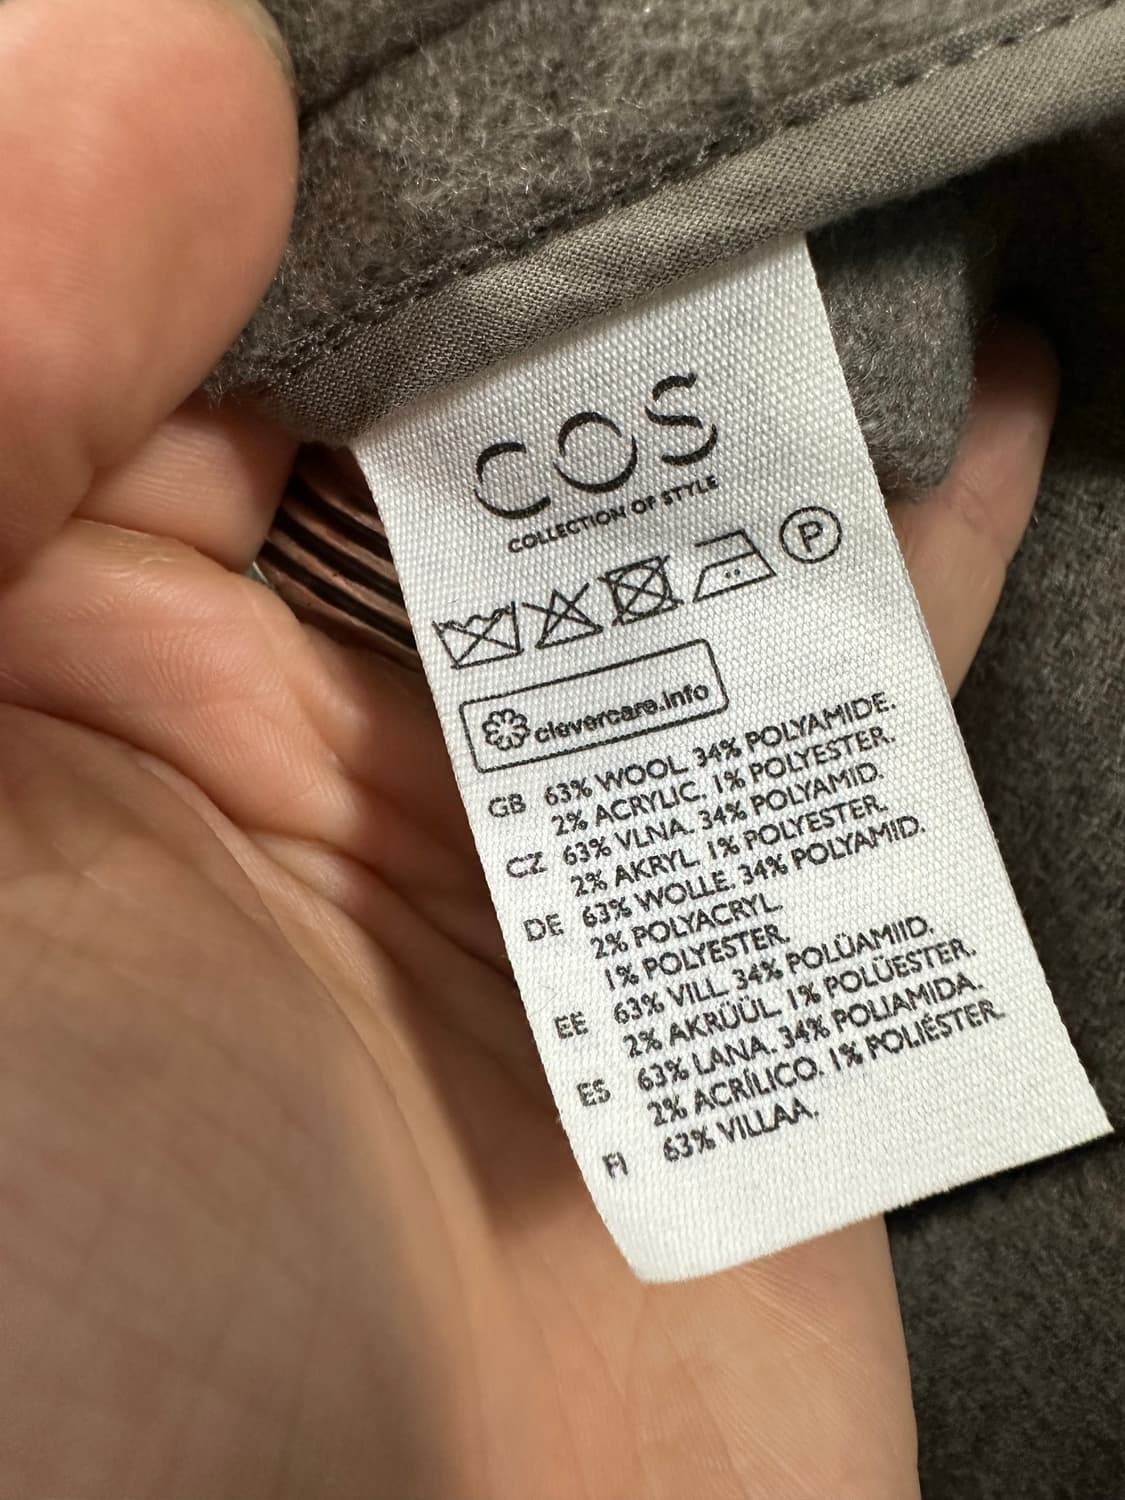 COS
COLLECTION OF STYLE
P
clevercare.info
GB 63% WOOL. 34% POLYAMIDE.
2% ACRYLIC. 1% POLYESTER.
CZ 63% VLNA. 34% POLYAMID.
2% AKRYL. 1% POLYESTER.
DE 63% WOLLE. 34% POLYAMID.
2% POLYACRYL.
1% POLYESTER.
EE 63% VILL. 34% POLÜAMIID.
2% AKRÜÜL. 1% POLÜESTER.
ES 63% LANA. 34% POLIAMIDA.
2% ACRÍLICO. 1% POLIÉSTER.
FI 63% VILLAA.